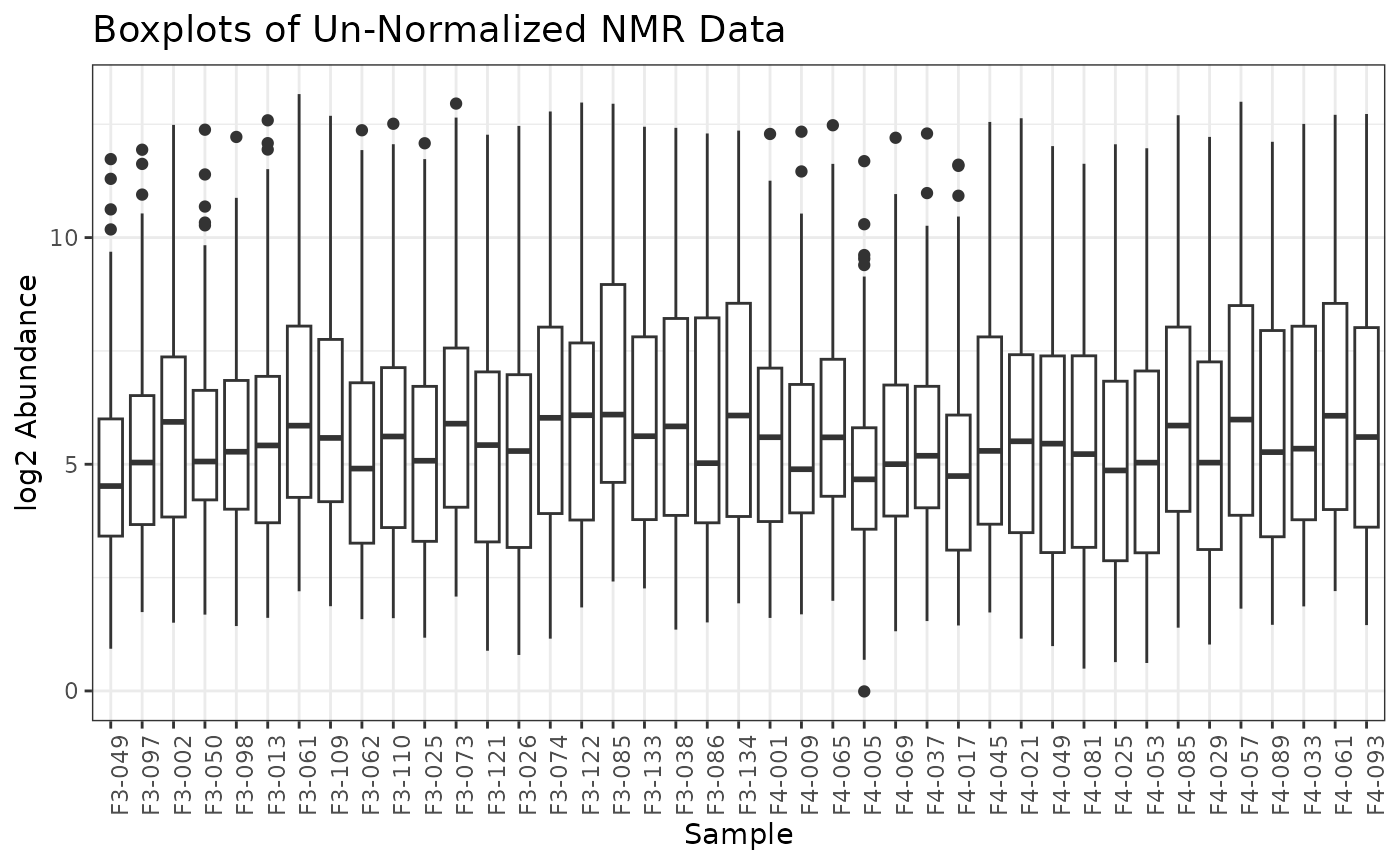 Boxplots of Un-Normalized NMR Data
log2 Abundance
10
5
0
F3-049
F3-097
F3-002
F3-050
F3-098
F3-013
F3-061
F3-109
F3-062
F3-110
F3-025
F3-073
F3-121
F3-026
F3-074
F3-122
F3-085
F3-133
F3-038
F3-086
F3-134
F4-001
F4-009
F4-065
F4-005
F4-069
F4-037
F4-017
F4-045
F4-021
F4-049
F4-081
F4-025
F4-053
F4-085
F4-029
F4-057
F4-089
F4-033
F4-061
F4-093
Sample